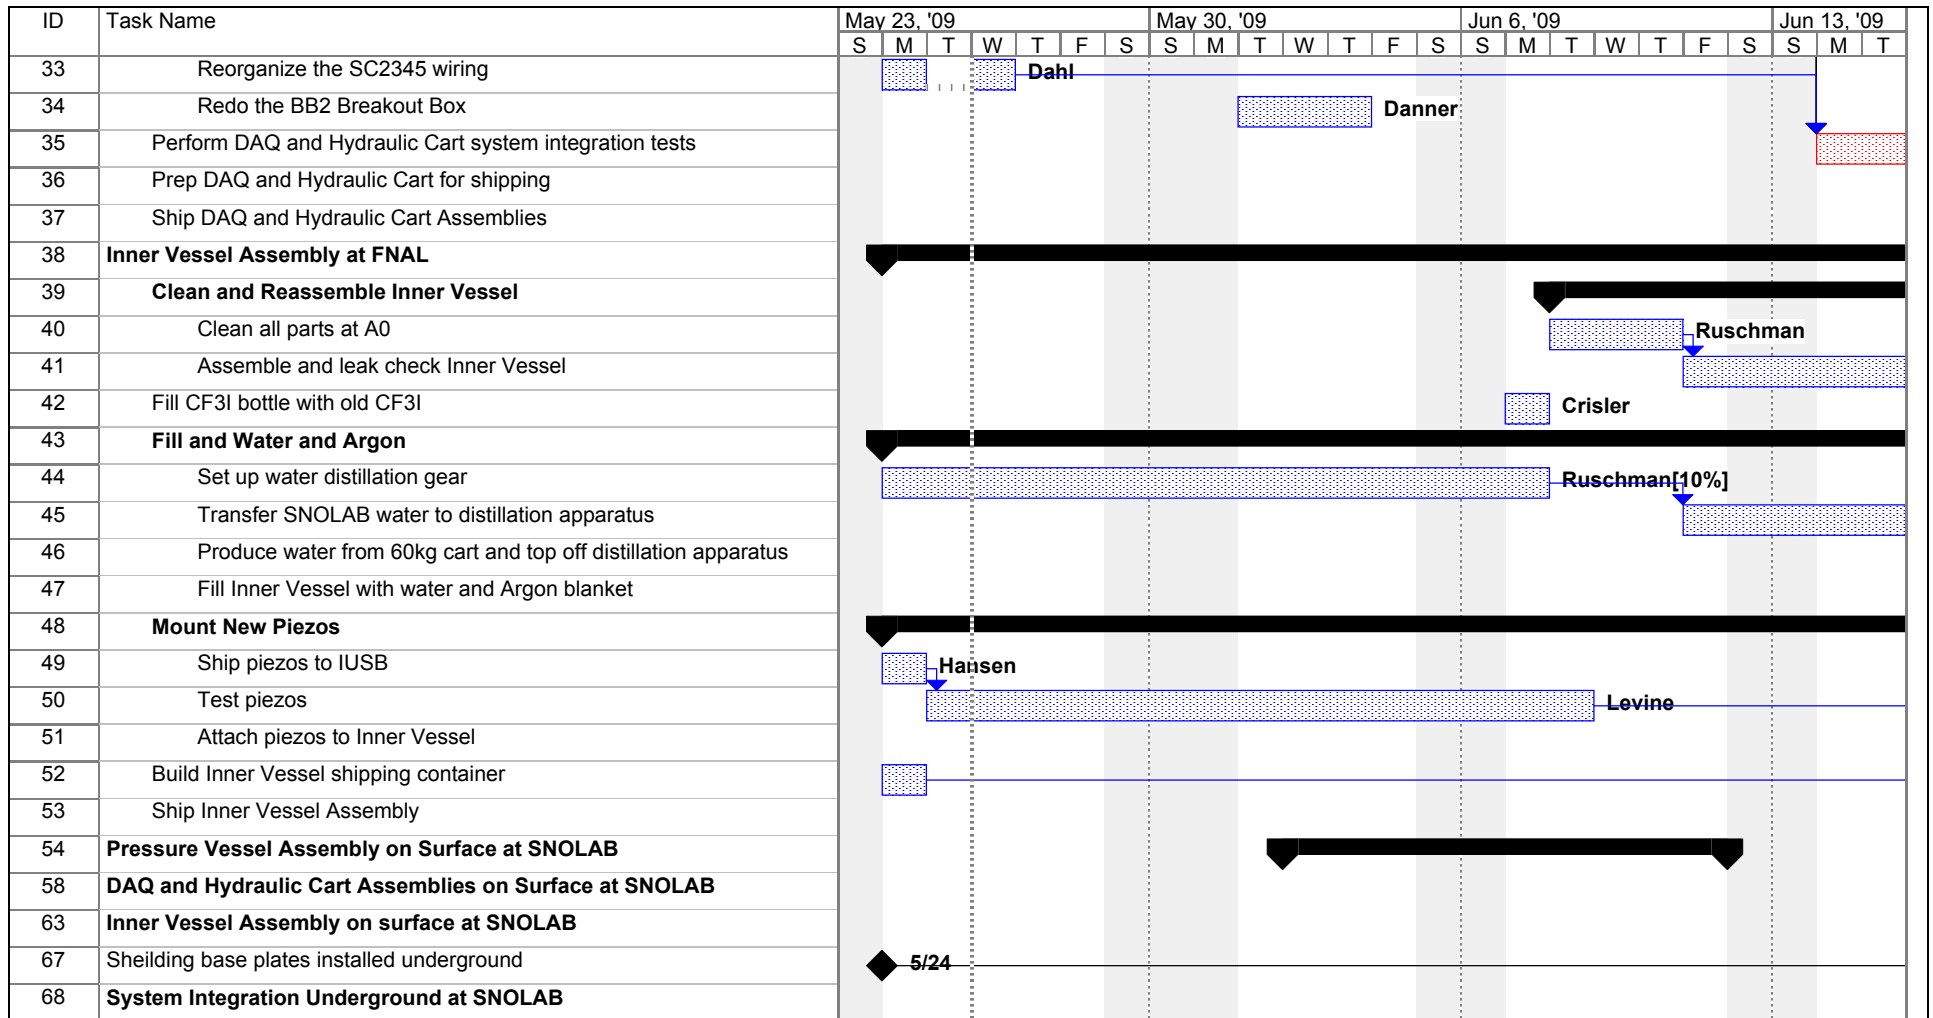 ID Task Name May 23, '09 May 30, '09 Jun 6, '09 Jun 13, '09
S M T W T F S S M T W T F S S M T W T F S S M T
33 Reorganize the SC2345 wiring Dahl
34 Redo the BB2 Breakout Box Danner
35 Perform DAQ and Hydraulic Cart system integration tests
36 Prep DAQ and Hydraulic Cart for shipping
37 Ship DAQ and Hydraulic Cart Assemblies
38 Inner Vessel Assembly at FNAL
39 Clean and Reassemble Inner Vessel
40 Clean all parts at A0 Ruschman
41 Assemble and leak check Inner Vessel
42 Fill CF3I bottle with old CF3I Crisler
43 Fill and Water and Argon
44 Set up water distillation gear Ruschman[10%]
45 Transfer SNOLAB water to distillation apparatus
46 Produce water from 60kg cart and top off distillation apparatus
47 Fill Inner Vessel with water and Argon blanket
48 Mount New Piezos
49 Ship piezos to IUSB Hansen
50 Test piezos Levine
51 Attach piezos to Inner Vessel
52 Build Inner Vessel shipping container
53 Ship Inner Vessel Assembly
54 Pressure Vessel Assembly on Surface at SNOLAB
58 DAQ and Hydraulic Cart Assemblies on Surface at SNOLAB
63 Inner Vessel Assembly on surface at SNOLAB
67 Sheilding base plates installed underground 5/24
68 System Integration Underground at SNOLAB